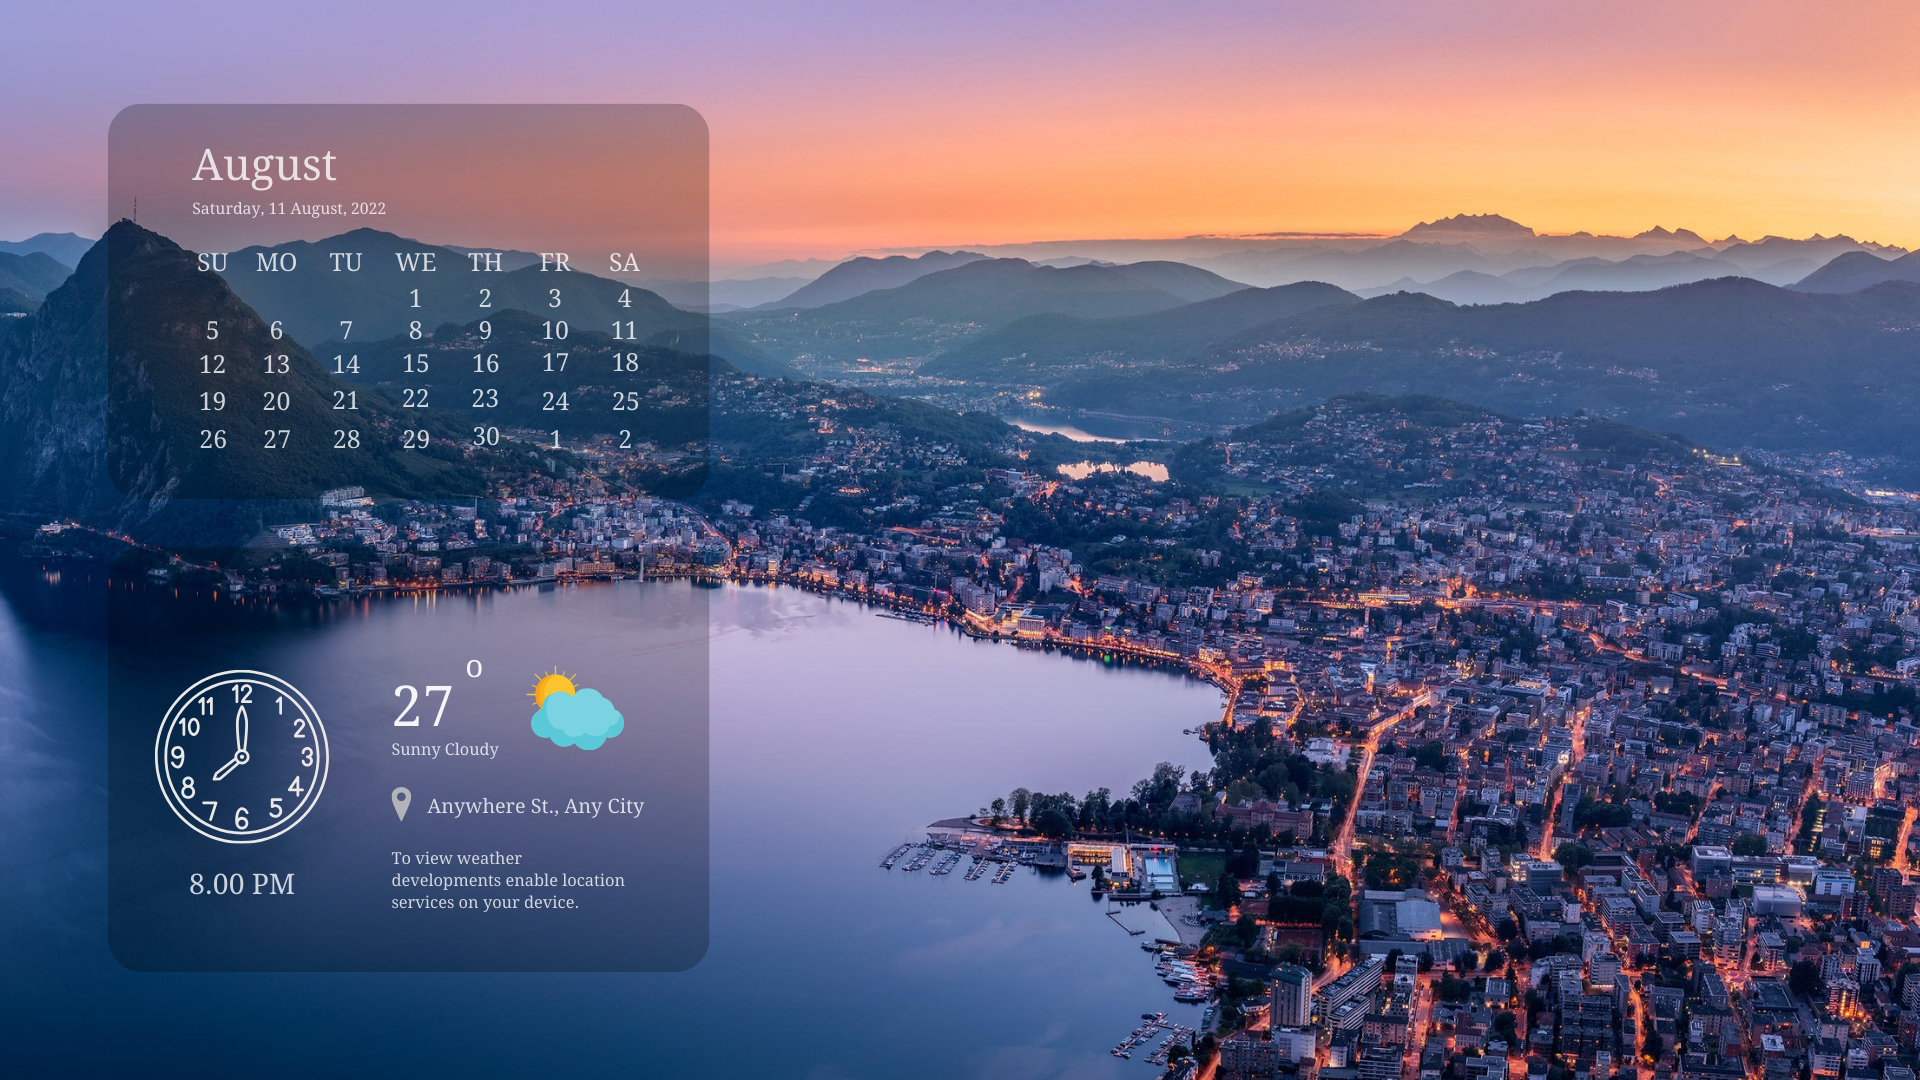 August
Saturday, 11 August, 2022
SU MO TU WE TH FR SA
1 2 3 4
5 6 7 8 9 10 11
12 13 14 15 16 17 18
19 20 21 22 23 24 25
26 27 28 29 30 1 2
12
11 1
10 2
9 3
8 4
7 5
6
8.00 PM
27 o
Sunny Cloudy
Anywhere St., Any City
To view weather
developments enable location
services on your device.